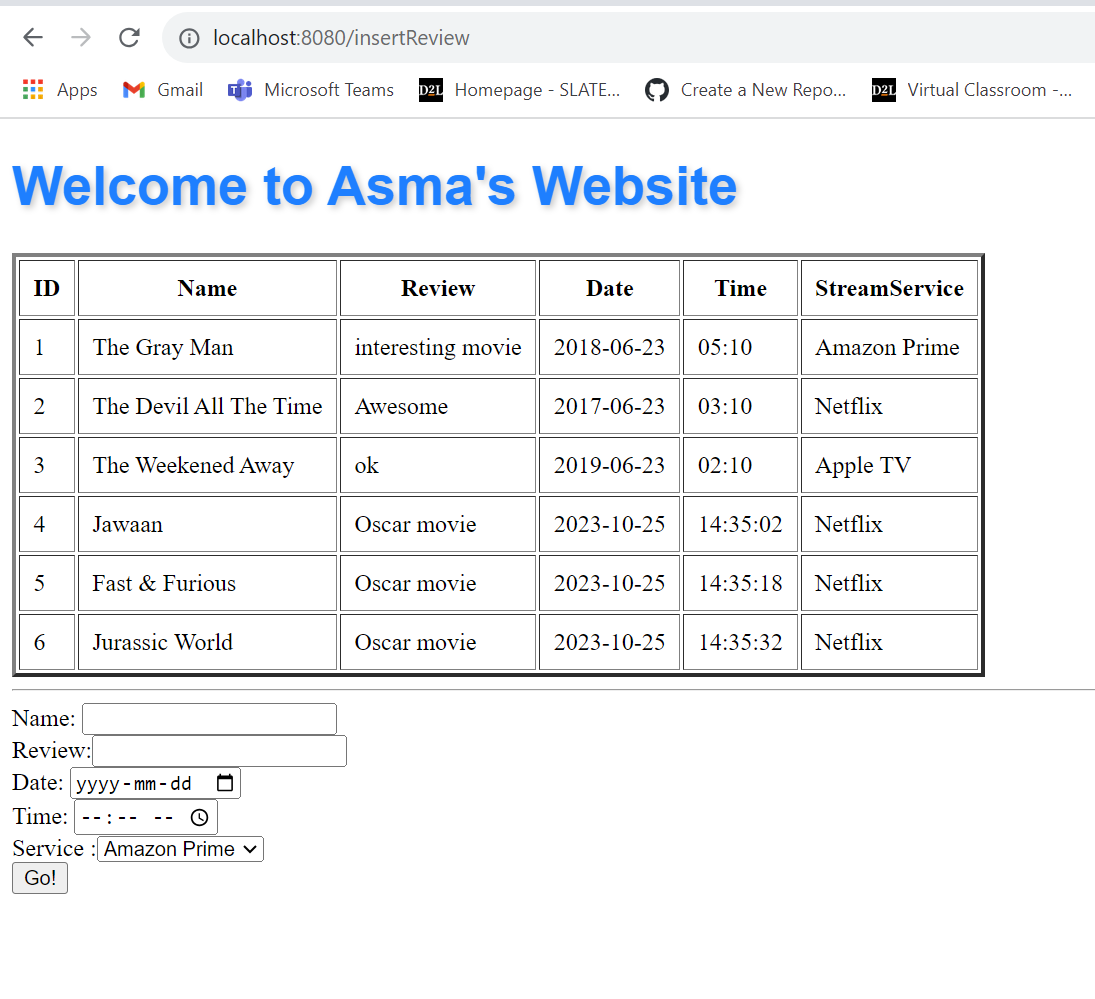 localhost:8080/insertReview
Apps Gmail Microsoft Teams D2L Homepage - SLATE... Create a New Repo... D2L Virtual Classroom -...
Welcome to Asma's Website
ID Name Review Date Time StreamService
1 The Gray Man interesting movie 2018-06-23 05:10 Amazon Prime
2 The Devil All The Time Awesome 2017-06-23 03:10 Netflix
3 The Weekened Away ok 2019-06-23 02:10 Apple TV
4 Jawaan Oscar movie 2023-10-25 14:35:02 Netflix
5 Fast & Furious Oscar movie 2023-10-25 14:35:18 Netflix
6 Jurassic World Oscar movie 2023-10-25 14:35:32 Netflix
Name:
Review:
Date: yyyy-mm-dd
Time: --:-- --
Service :Amazon Prime
Go!